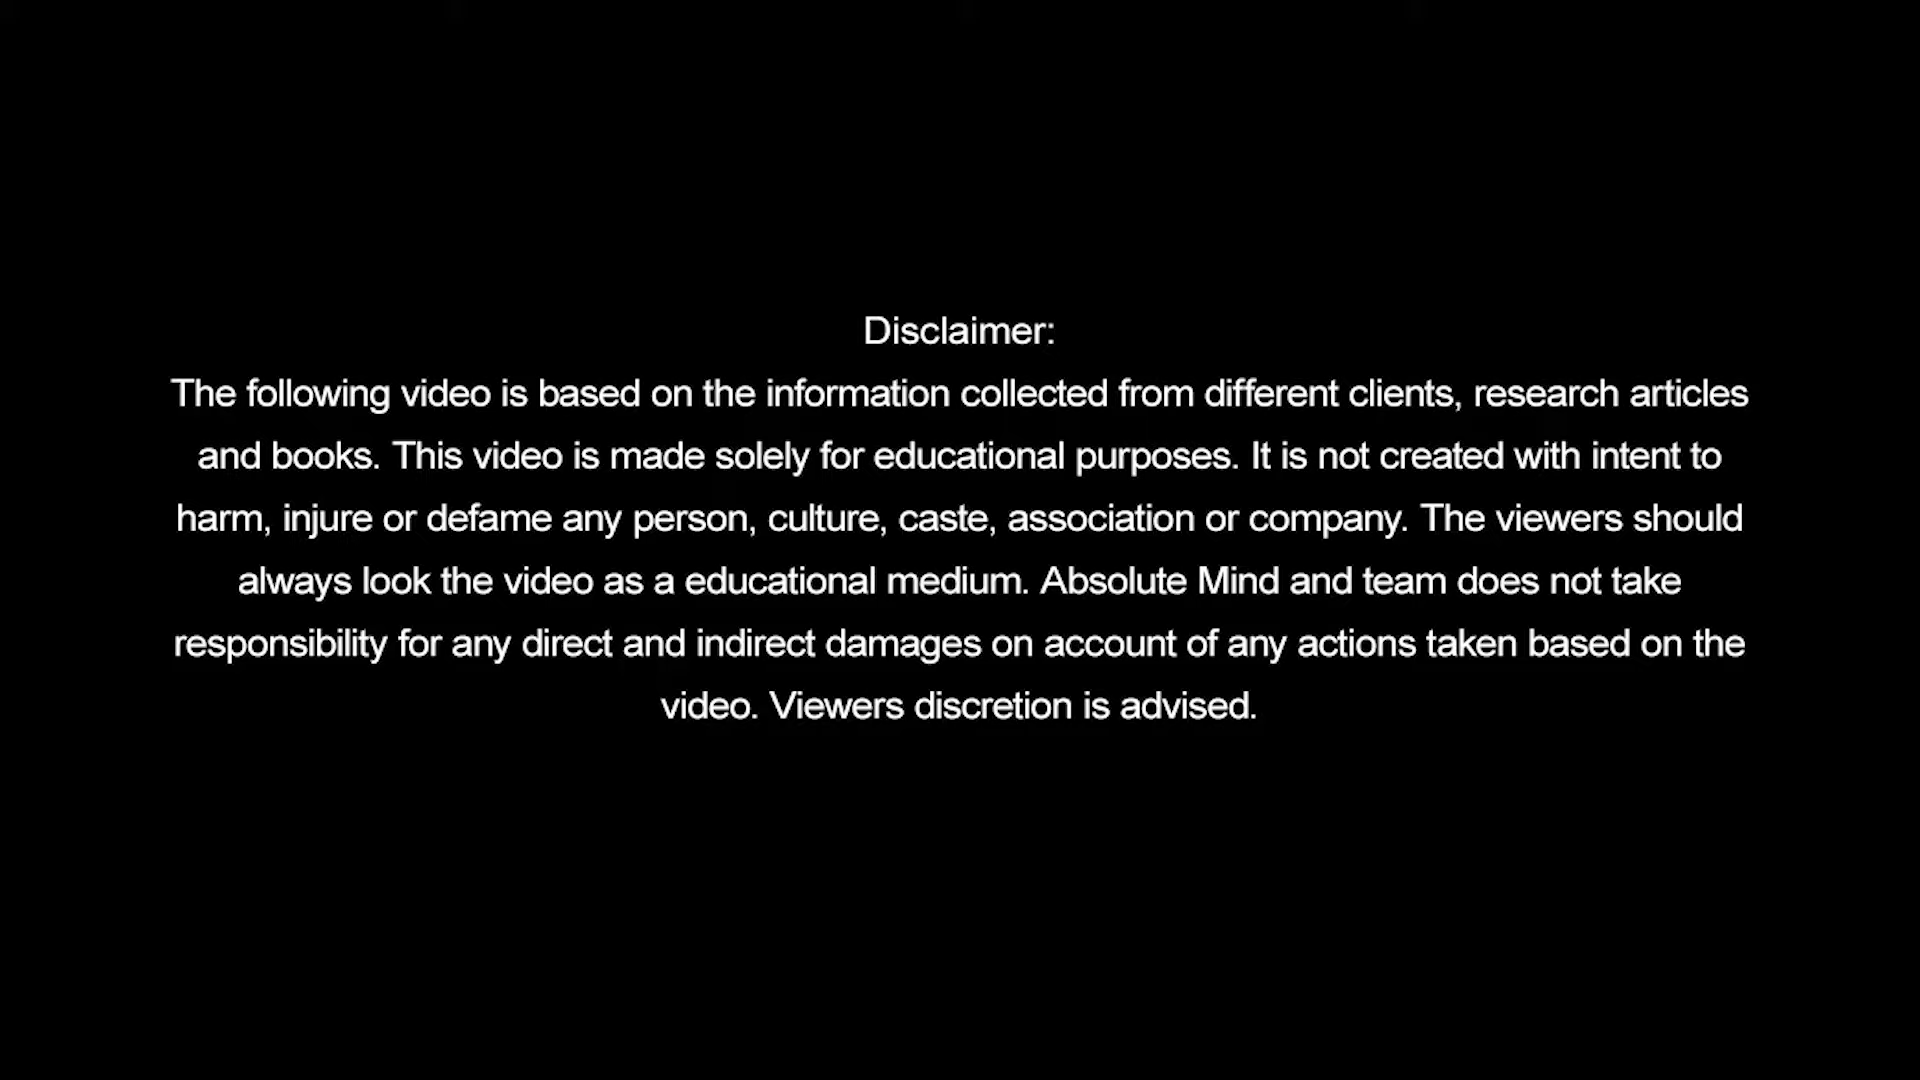 Disclaimer:
The following video is based on the information collected from different clients, research articles
and books. This video is made solely for educational purposes. It is not created with intent to
harm, injure or defame any person, culture, caste, association or company. The viewers should
always look the video as a educational medium. Absolute Mind and team does not take
responsibility for any direct and indirect damages on account of any actions taken based on the
video. Viewers discretion is advised.